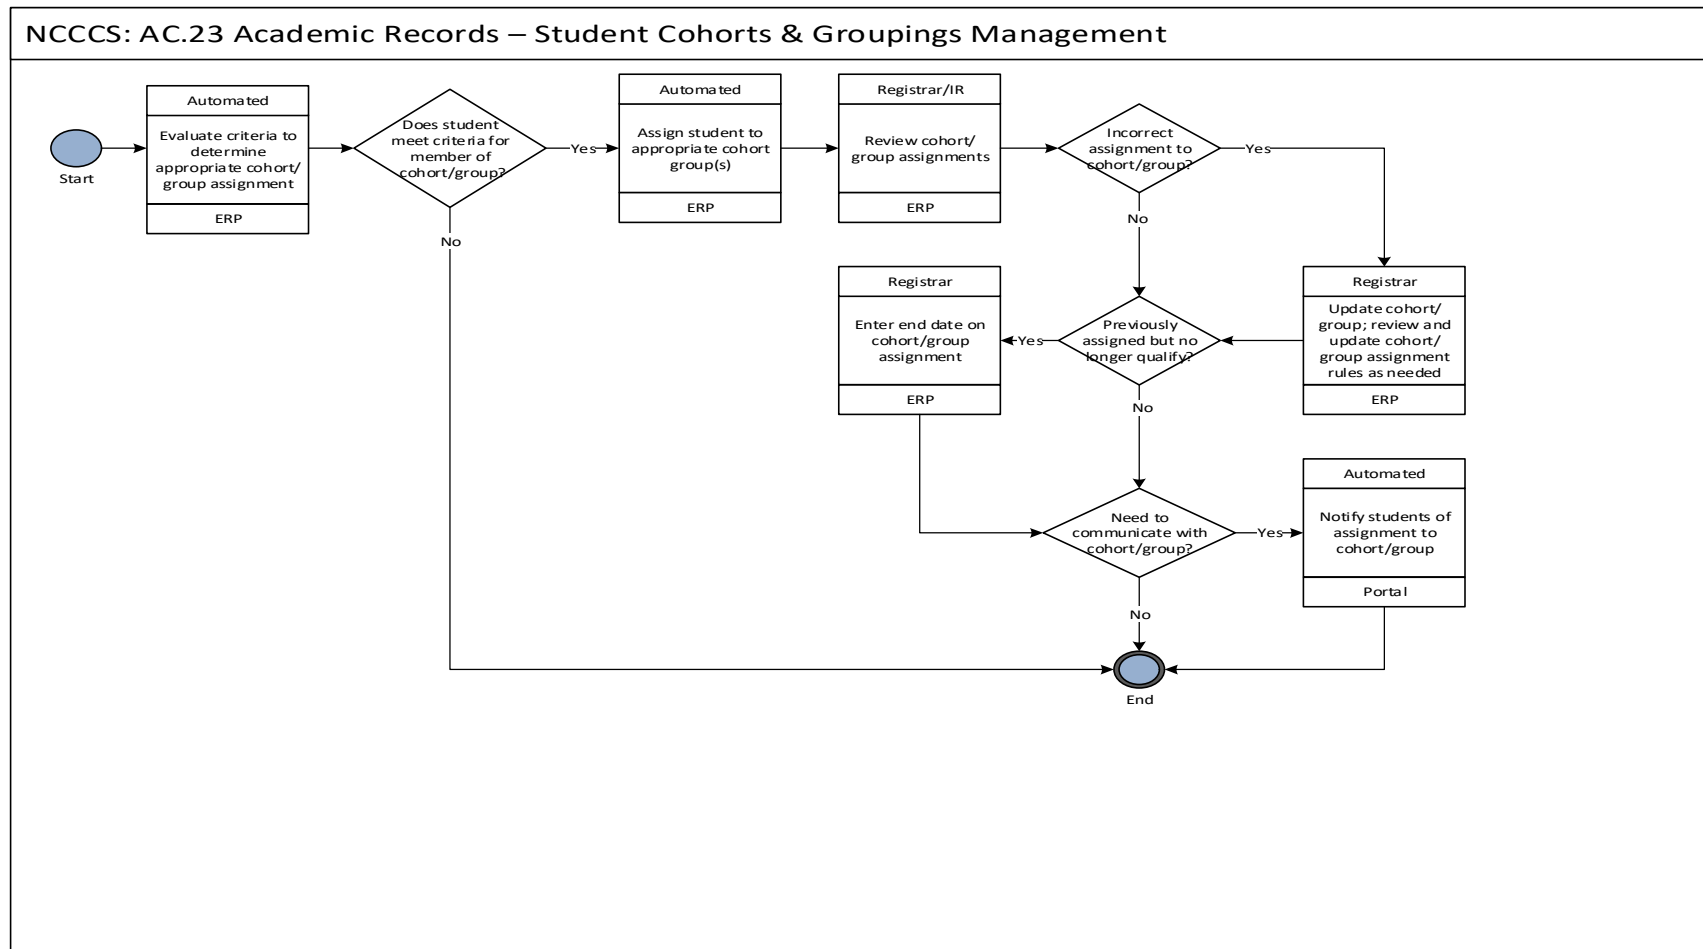 NCCCS: AC.23 Academic Records – Student Cohorts & Groupings Management
Start
Automated
Evaluate criteria to
determine
appropriate cohort/
group assignment
ERP
Does student
meet criteria for
member of
cohort/group?
Yes
No
Automated
Assign student to
appropriate cohort
group(s)
ERP
Registrar/IR
Review cohort/
group assignments
ERP
Incorrect
assignment to
cohort/group?
Yes
No
Registrar
Enter end date on
cohort/group
assignment
ERP
Yes
Previously
assigned but no
longer qualify?
No
Registrar
Update cohort/
group; review and
update cohort/
group assignment
rules as needed
ERP
Need to
communicate with
cohort/group?
Yes
No
Automated
Notify students of
assignment to
cohort/group
Portal
End